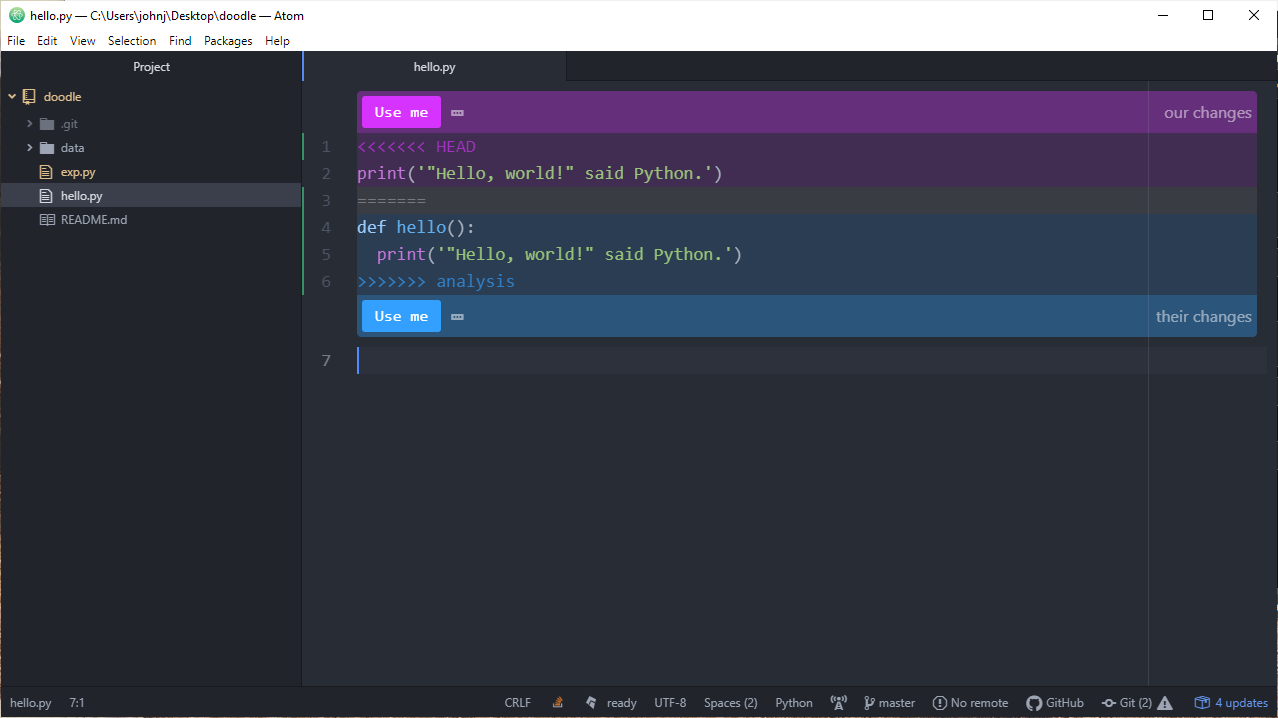 hello.py — C:\Users\johnj\Desktop\doodle — Atom
File Edit View Selection Find Packages Help
Project
hello.py
doodle
.git
data
exp.py
hello.py
README.md
Use me
our changes
1 <<<<<<< HEAD
2 print('"Hello, world!" said Python.')
3 =======
4 def hello():
5   print('"Hello, world!" said Python.')
6 >>>>>>> analysis
Use me
their changes
7
hello.py 7:1 CRLF ready UTF-8 Spaces (2) Python master No remote GitHub Git (2) 4 updates